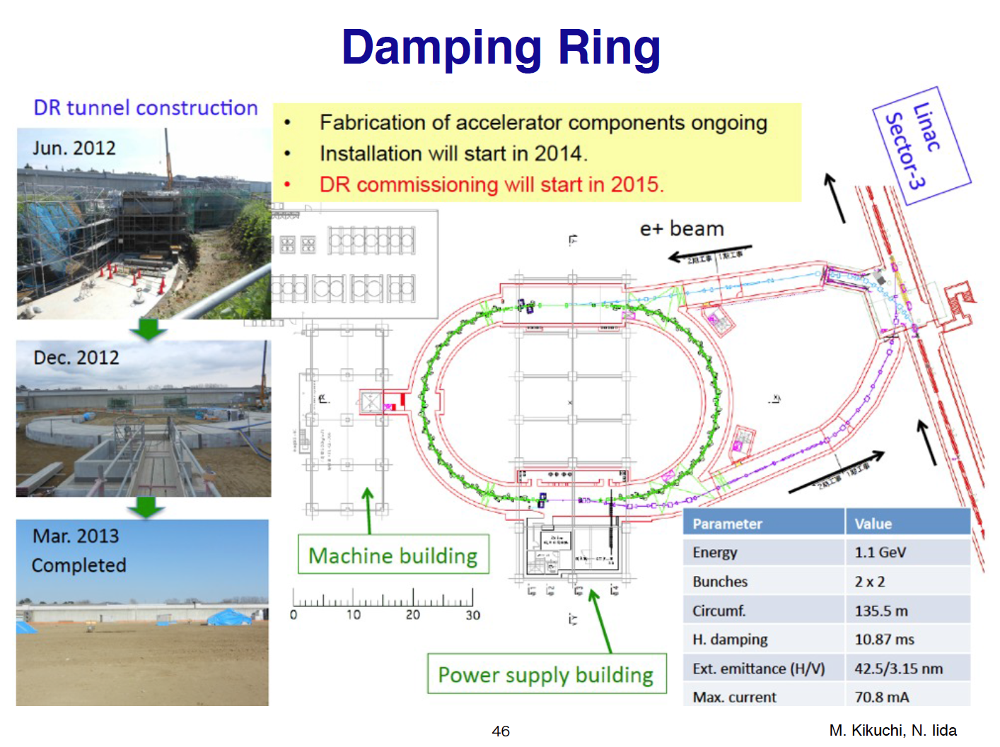 Damping Ring
DR tunnel construction
Jun. 2012
Dec. 2012
Mar. 2013
Completed
• Fabrication of accelerator components ongoing
• Installation will start in 2014.
• DR commissioning will start in 2015.
Linac
Sector-3
e+ beam
2期工事 1期工事
2期工事 1期工事
Machine building
0 10 20 30
Power supply building
Parameter Value
Energy 1.1 GeV
Bunches 2 x 2
Circumf. 135.5 m
H. damping 10.87 ms
Ext. emittance (H/V) 42.5/3.15 nm
Max. current 70.8 mA
46
M. Kikuchi, N. Iida